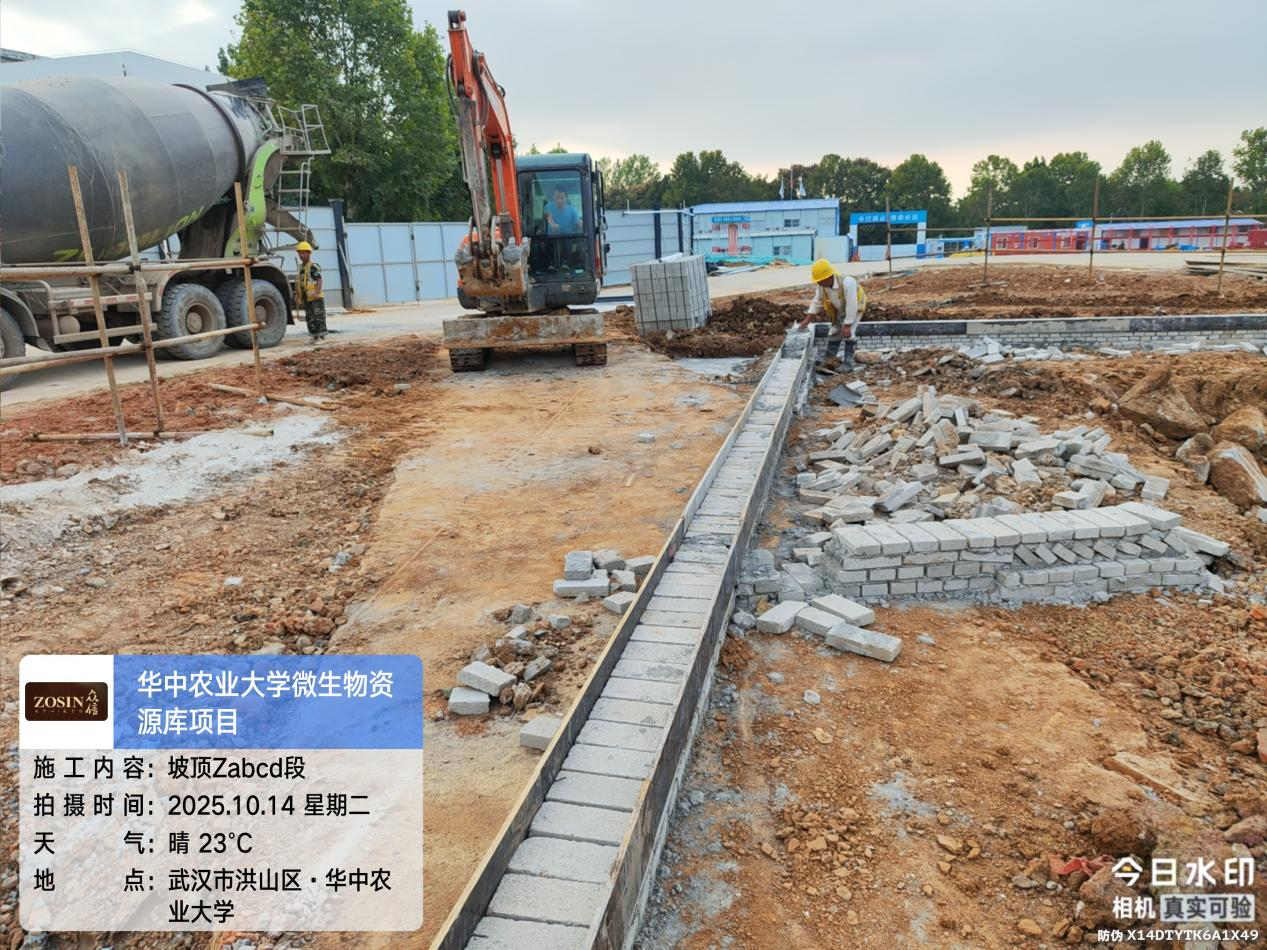 ZOSIN 众信
华中农业大学微生物资
源库项目
施工内容：坡顶Zabcd段
拍摄时间：2025.10.14 星期二
天气：晴 23°C
地点：武汉市洪山区·华中农
业大学
今日水印
相机 真实可验
防伪 X14DTYTK6A1X49